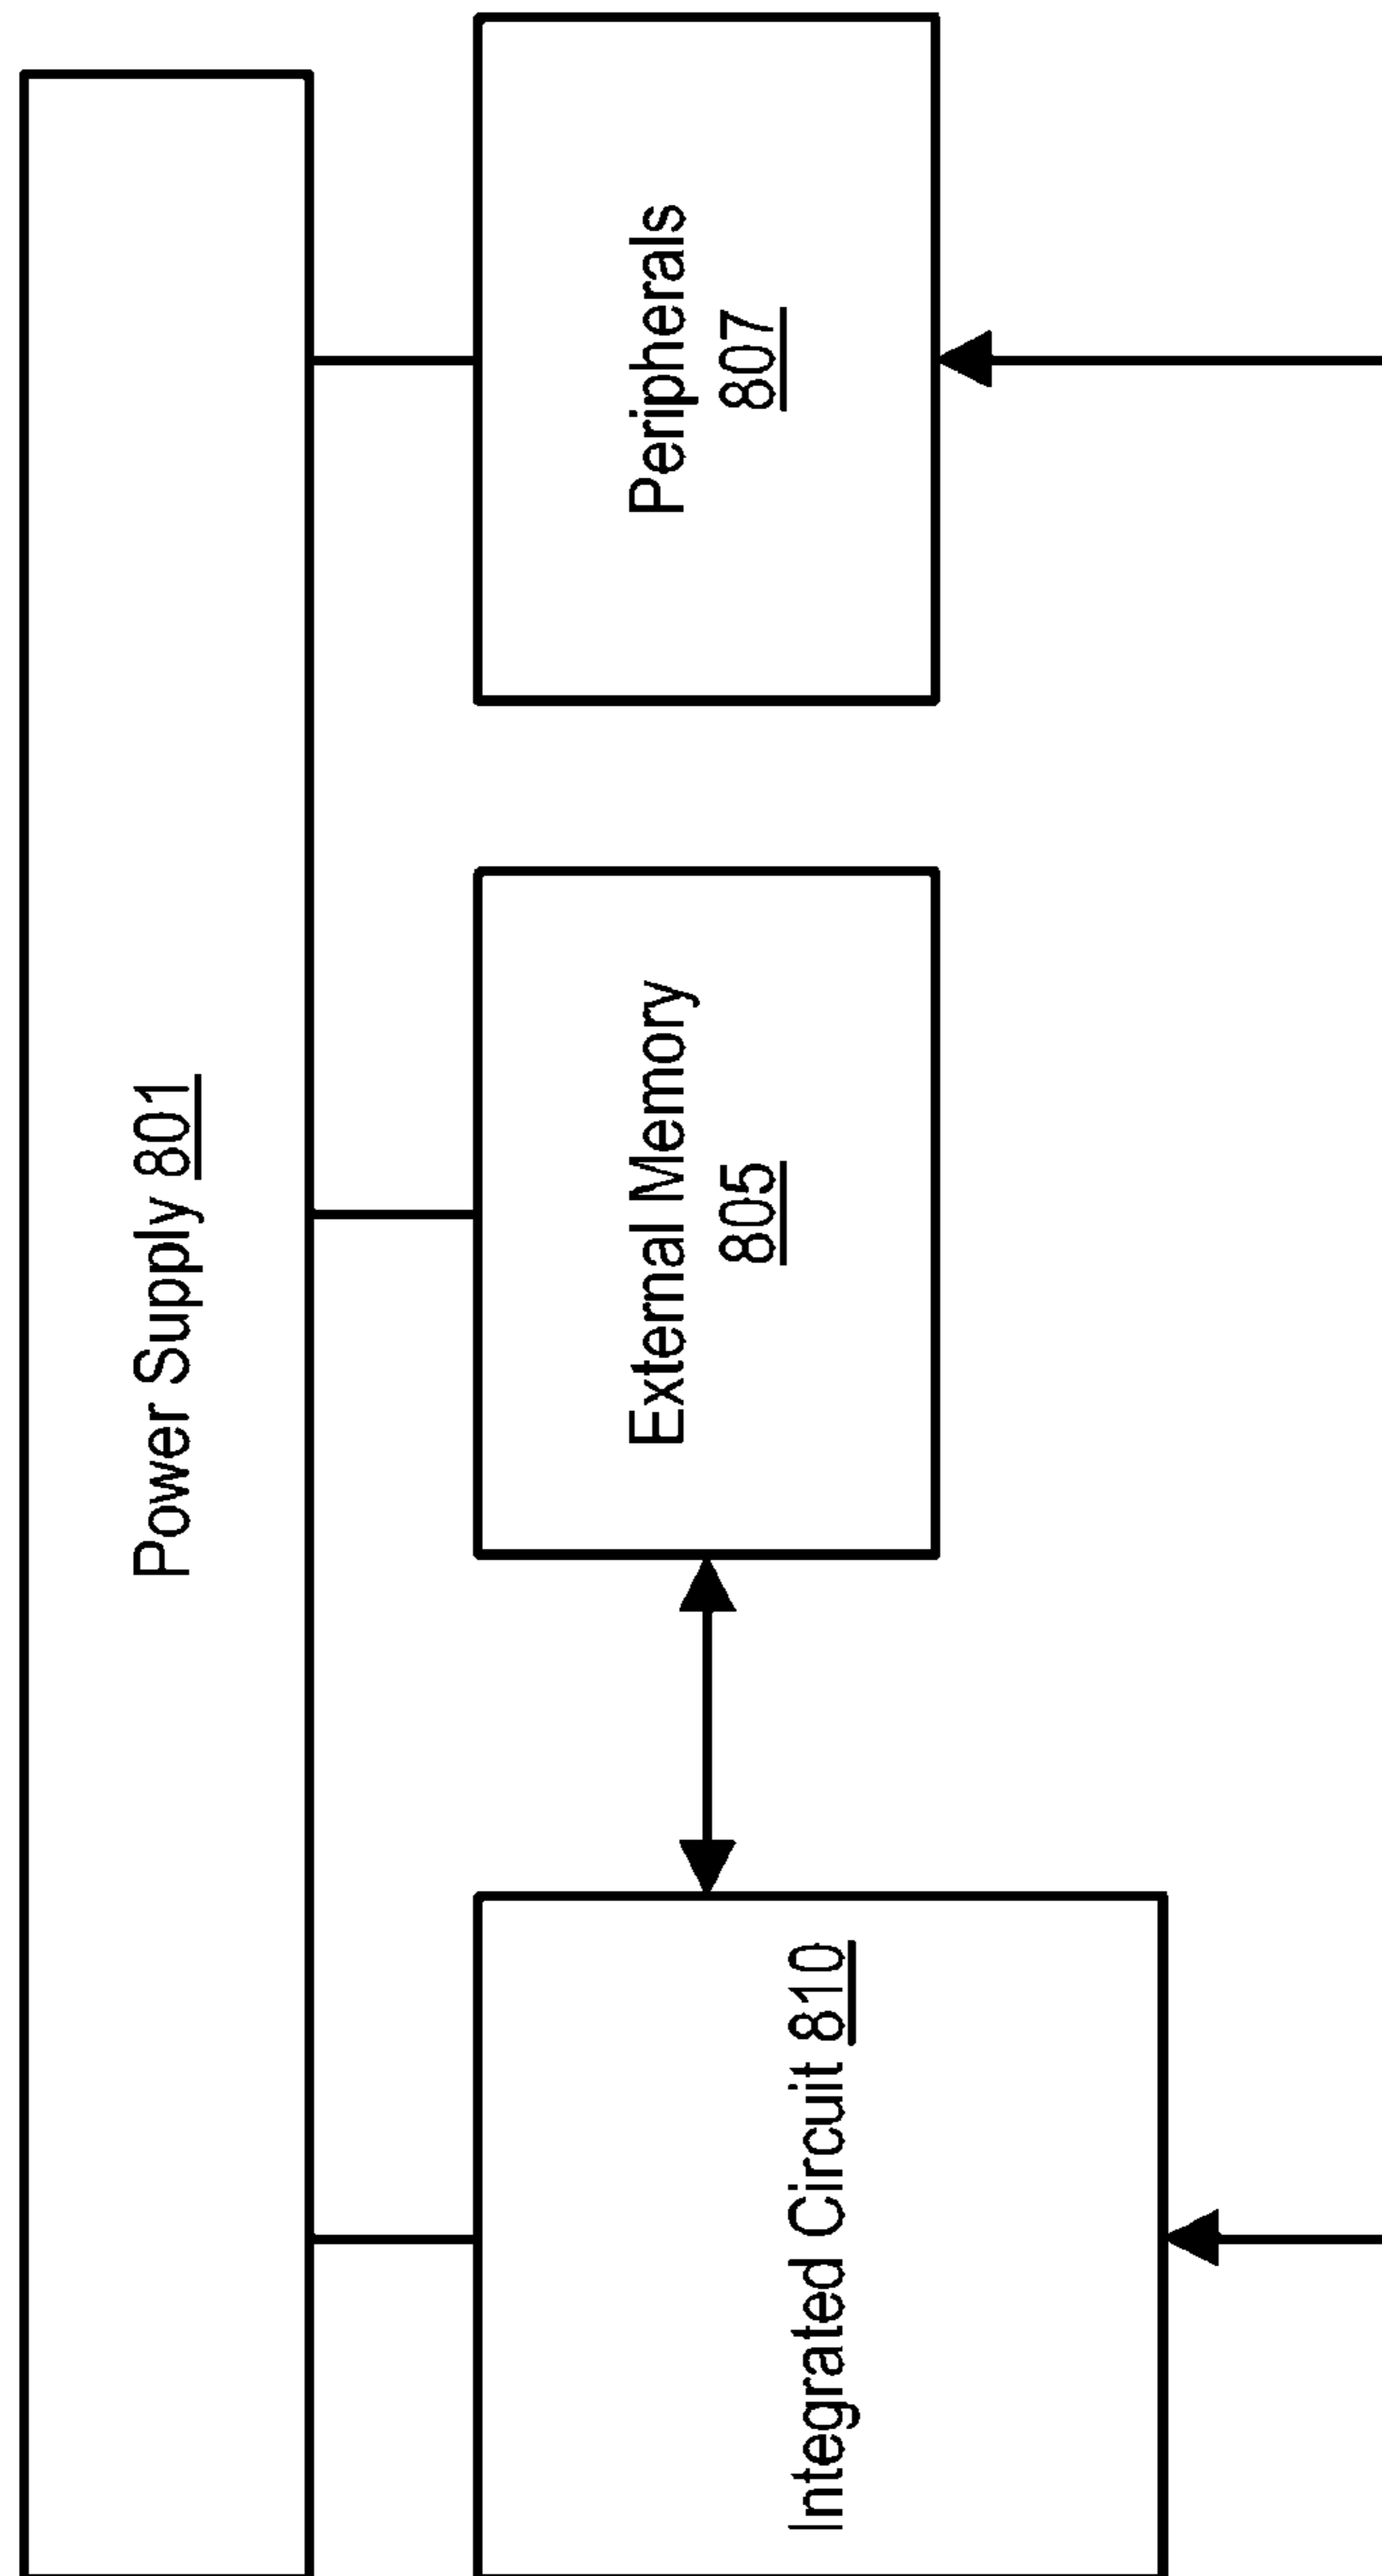 Power Supply 801
Integrated Circuit 810
External Memory
805
Peripherals
807